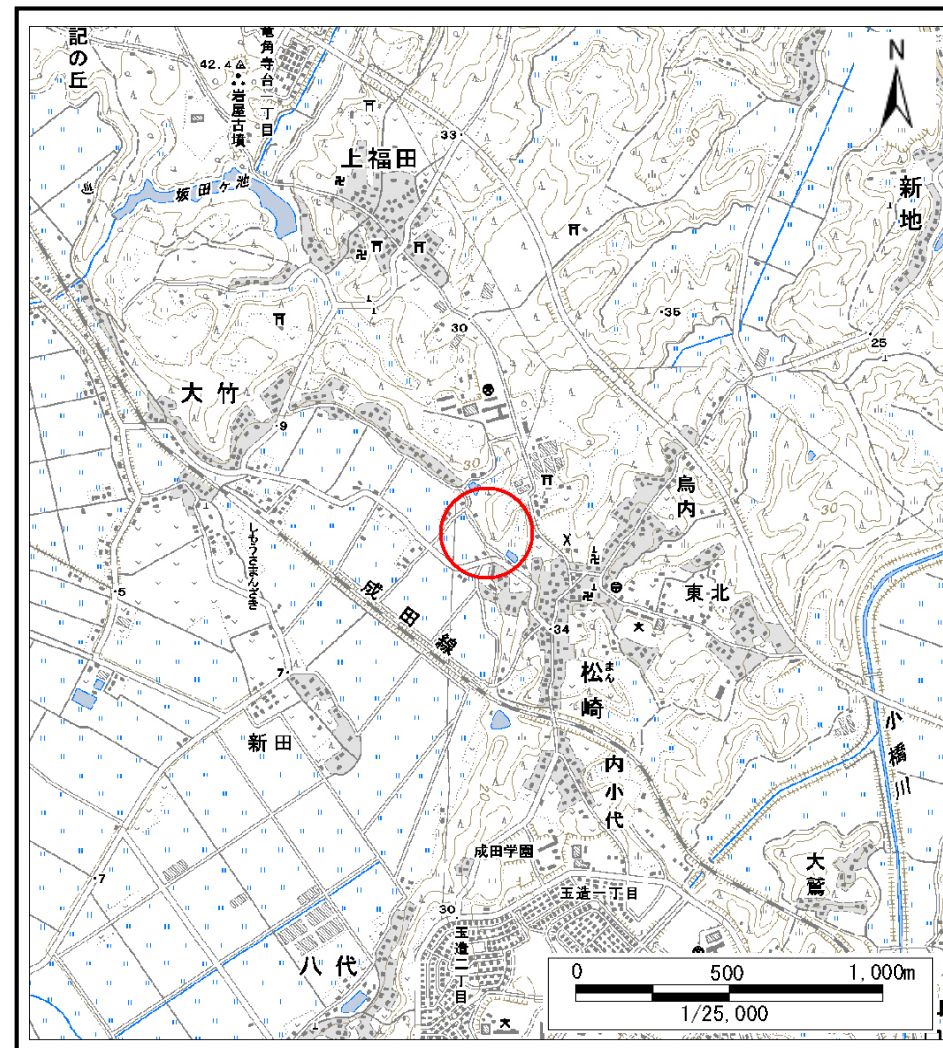 記の丘
42.4
岩屋古墳
竜角寺台二丁目
33
上福田
N
坂田ヶ池
新地
30
35
30
25
大竹
9
30
烏内
しもうさまんざき
成田線
東北
5
34
松崎
まん
7
新田
小橋川
内小代
20
30
成田学園
大鷲
7
玉造一丁目
30
玉造二丁目
八代
0 500 1,000m
1/25,000